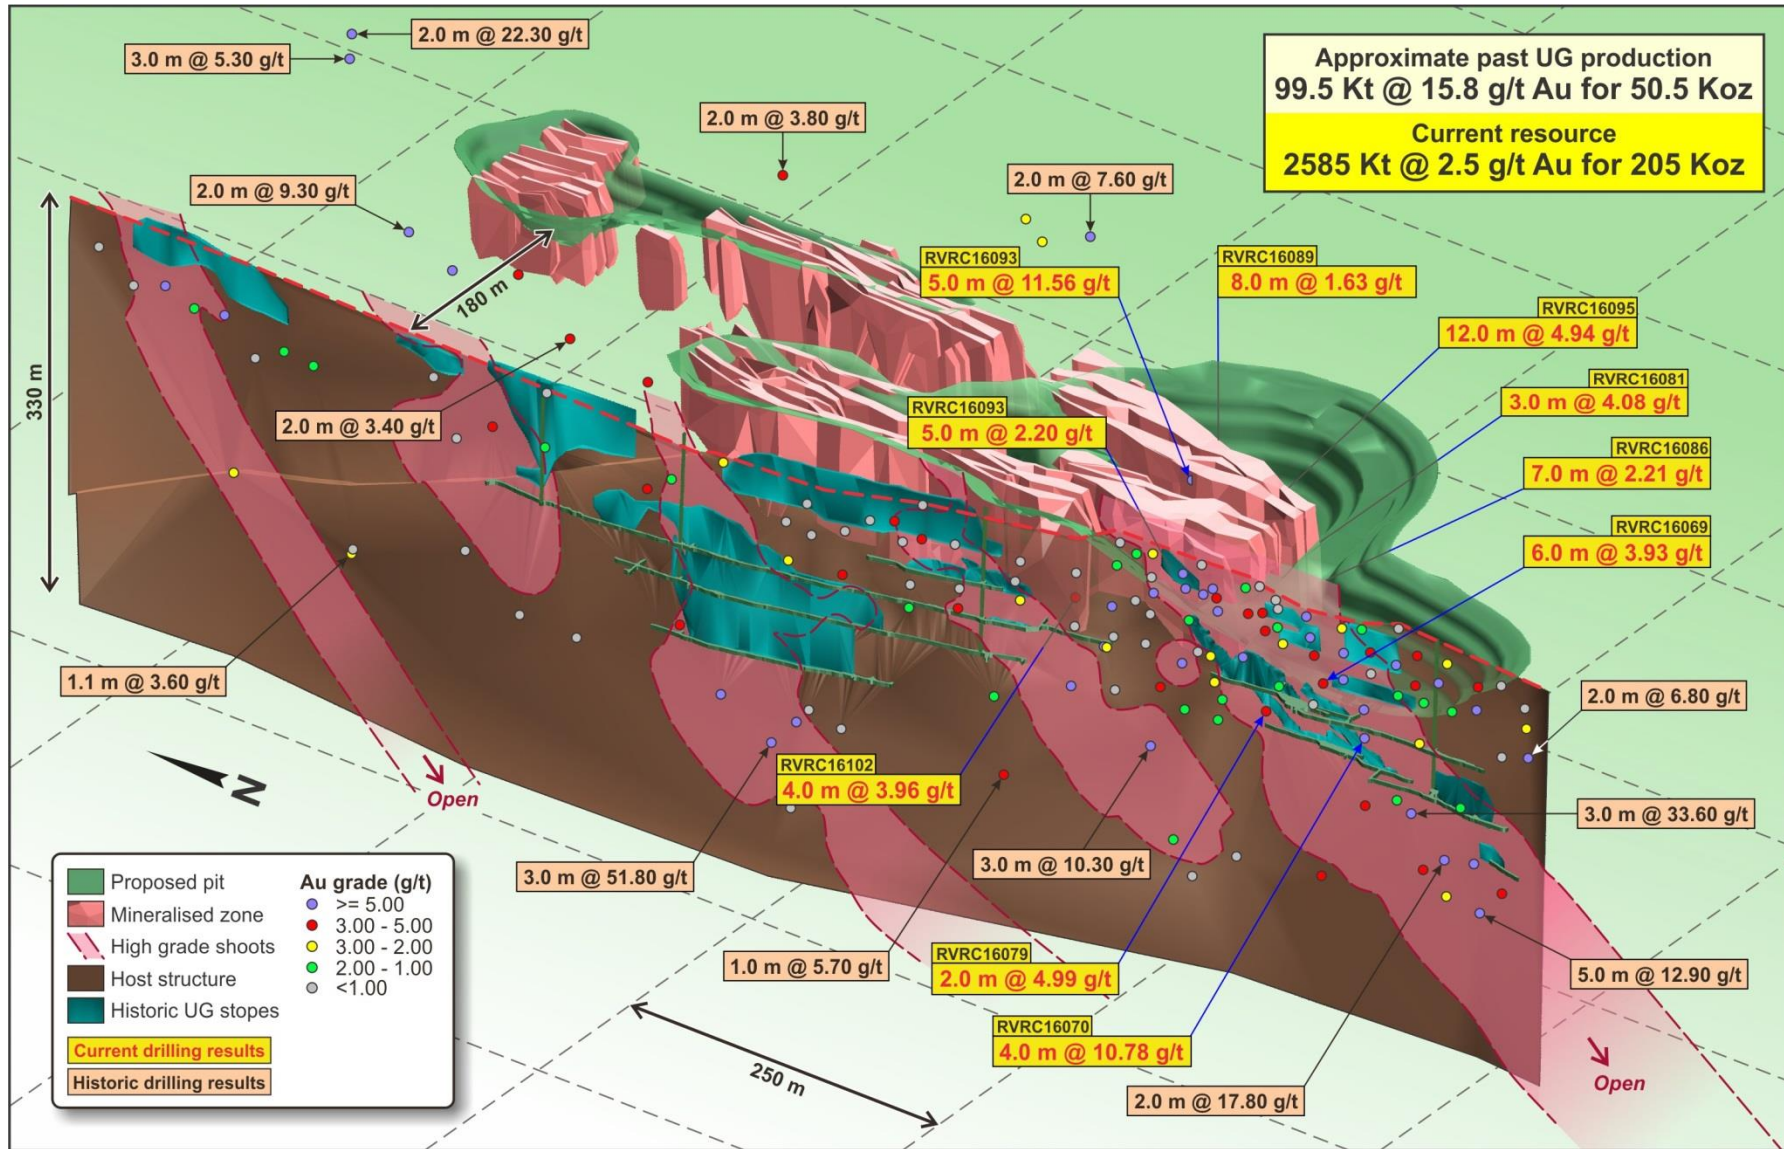 2.0 m @ 22.30 g/t
3.0 m @ 5.30 g/t
Approximate past UG production
99.5 Kt @ 15.8 g/t Au for 50.5 Koz
Current resource
2585 Kt @ 2.5 g/t Au for 205 Koz
2.0 m @ 3.80 g/t
2.0 m @ 9.30 g/t
2.0 m @ 7.60 g/t
RVRC16093
5.0 m @ 11.56 g/t
RVRC16089
8.0 m @ 1.63 g/t
180 m
RVRC16095
12.0 m @ 4.94 g/t
330 m
RVRC16081
3.0 m @ 4.08 g/t
2.0 m @ 3.40 g/t
RVRC16093
5.0 m @ 2.20 g/t
RVRC16086
7.0 m @ 2.21 g/t
RVRC16069
6.0 m @ 3.93 g/t
1.1 m @ 3.60 g/t
2.0 m @ 6.80 g/t
N
Open
RVRC16102
4.0 m @ 3.96 g/t
3.0 m @ 33.60 g/t
3.0 m @ 51.80 g/t
3.0 m @ 10.30 g/t
1.0 m @ 5.70 g/t
RVRC16079
2.0 m @ 4.99 g/t
5.0 m @ 12.90 g/t
RVRC16070
4.0 m @ 10.78 g/t
250 m
2.0 m @ 17.80 g/t
Open
Proposed pit
Mineralised zone
High grade shoots
Host structure
Historic UG stopes
Current drilling results
Historic drilling results
Au grade (g/t)
>= 5.00
3.00 - 5.00
3.00 - 2.00
2.00 - 1.00
<1.00